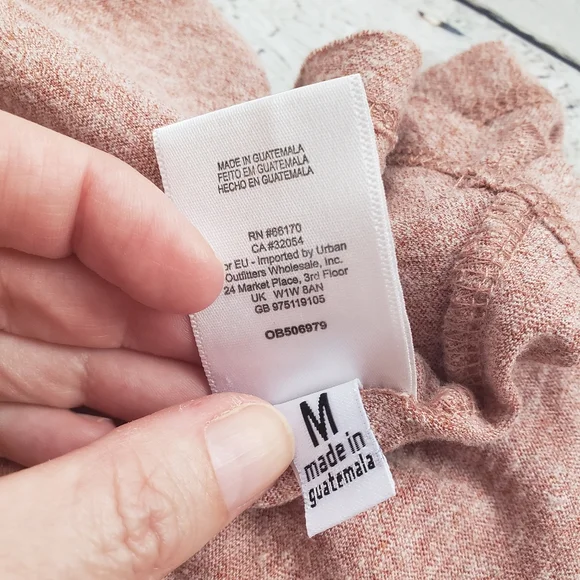 MADE IN GUATEMALA
FEITO EM GUATEMALA
HECHO EN GUATEMALA
RN #66170
CA #32054
or EU - Imported by Urban
Outfitters Wholesale, Inc.
24 Market Place, 3rd Floor
UK W1W 8AN
GB 975119105
OB506979
M
made in
guatemala